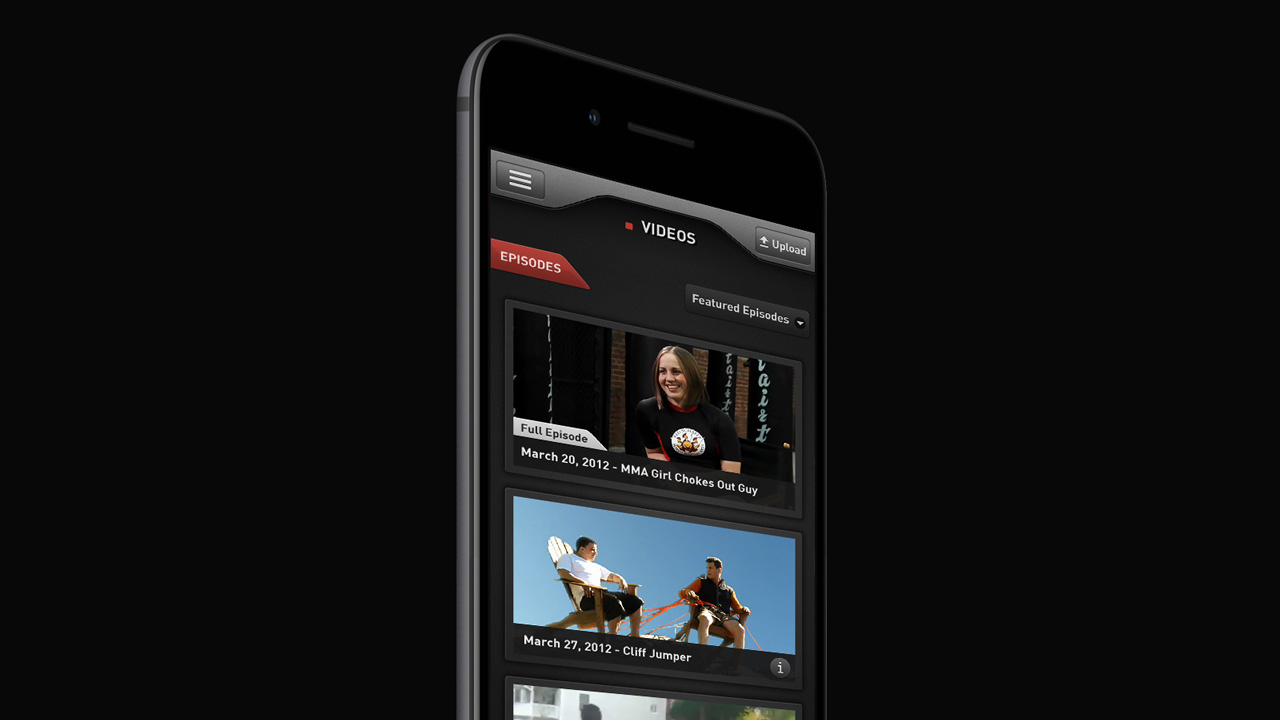 VIDEOS
Upload
EPISODES
Featured Episodes
Full Episode
March 20, 2012 - MMA Girl Chokes Out Guy
March 27, 2012 - Cliff Jumper
i